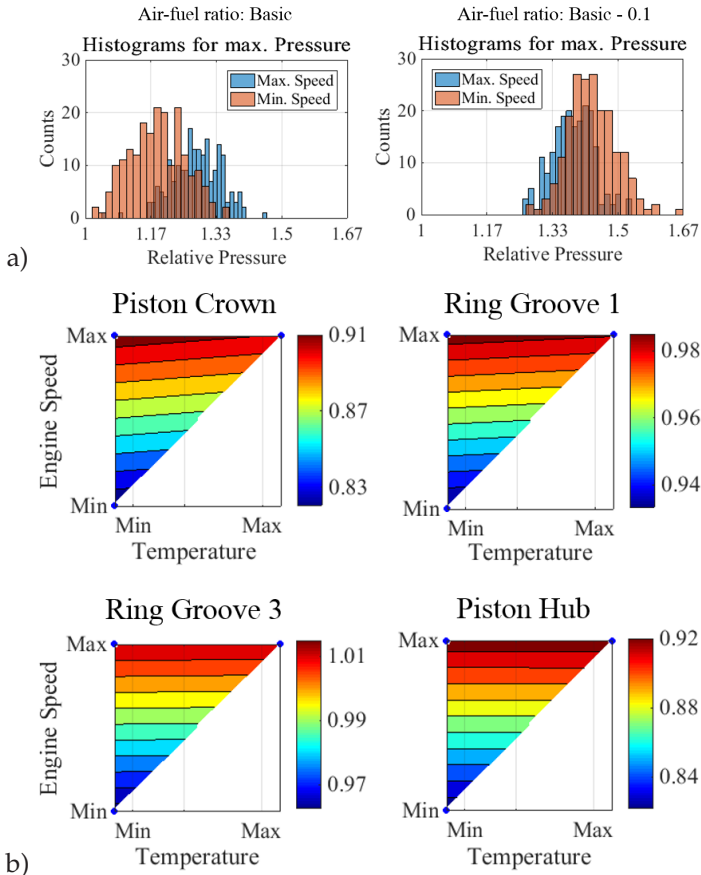 Air-fuel ratio: Basic
Histograms for max. Pressure
30
20
10
0
Counts
Max. Speed
Min. Speed
1
1.17
1.33
1.5
1.67
Relative Pressure
Air-fuel ratio: Basic - 0.1
Histograms for max. Pressure
30
20
10
0
Counts
Max. Speed
Min. Speed
1
1.17
1.33
1.5
1.67
Relative Pressure
a)
Piston Crown
Max
Min
Engine Speed
Min
Max
Temperature
0.91
0.87
0.83
Ring Groove 1
Max
Min
Min
Max
Temperature
0.98
0.96
0.94
Ring Groove 3
Max
Min
Engine Speed
Min
Max
Temperature
1.01
0.99
0.97
Piston Hub
Max
Min
Min
Max
Temperature
0.92
0.88
0.84
b)